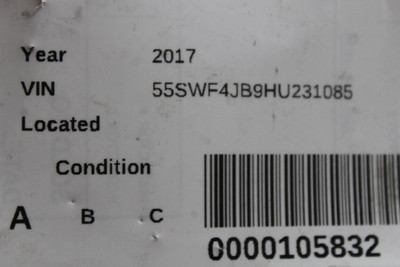 Year 2017
VIN 55SWF4JB9HU231085
Located
Condition
A B C
0000105832